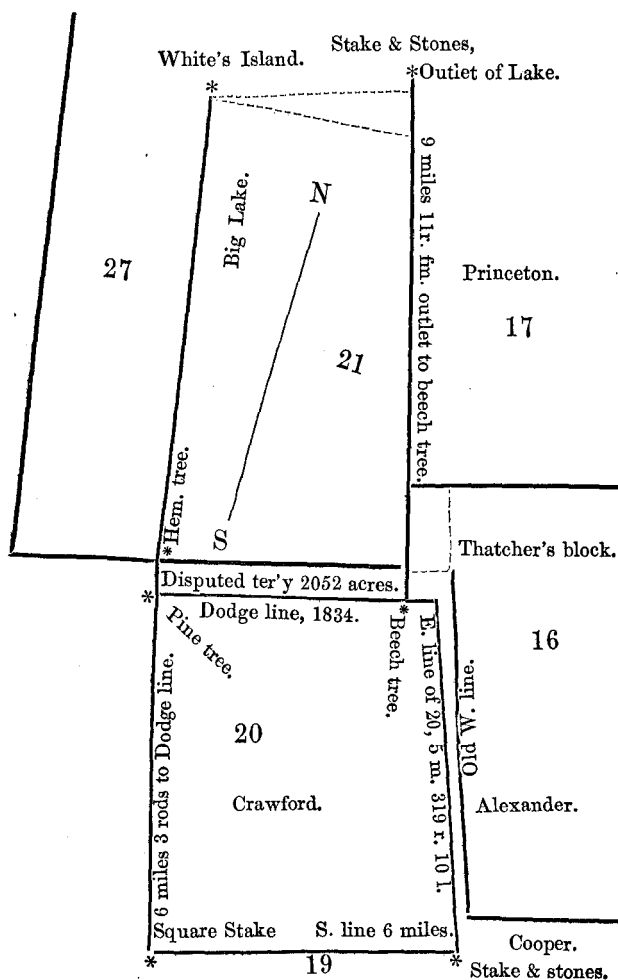 Stake & Stones,
White's Island.
*Outlet of Lake.
*
9 miles 11r. fm. outlet to beech tree.
N
Big Lake.
27
Princeton.
17
21
*Hem. tree.
S
Thatcher's block.
Disputed ter'y 2052 acres.
*
Dodge line, 1834.
*Beech tree.
Pine tree.
E. line of 20, 5 m. 319 r. 10 l.
16
Old W. line.
20
6 miles 3 rods to Dodge line.
Crawford.
Alexander.
Square Stake
S. line 6 miles.
*
19
*
Cooper.
Stake & stones.